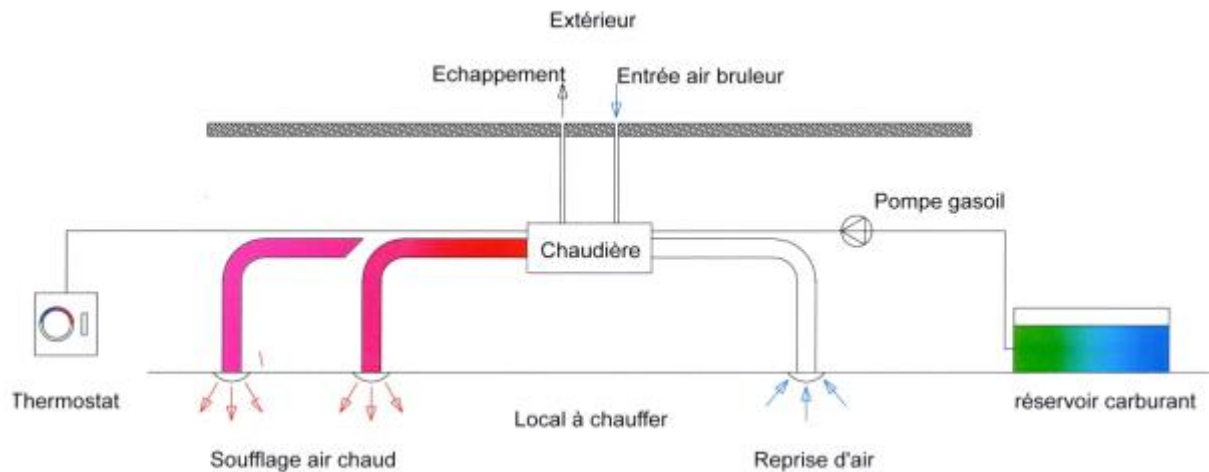 Extérieur
Echappement
Entrée air bruleur
Pompe gasoil
Chaudière
Thermostat
Local à chauffer
réservoir carburant
Soufflage air chaud
Reprise d'air